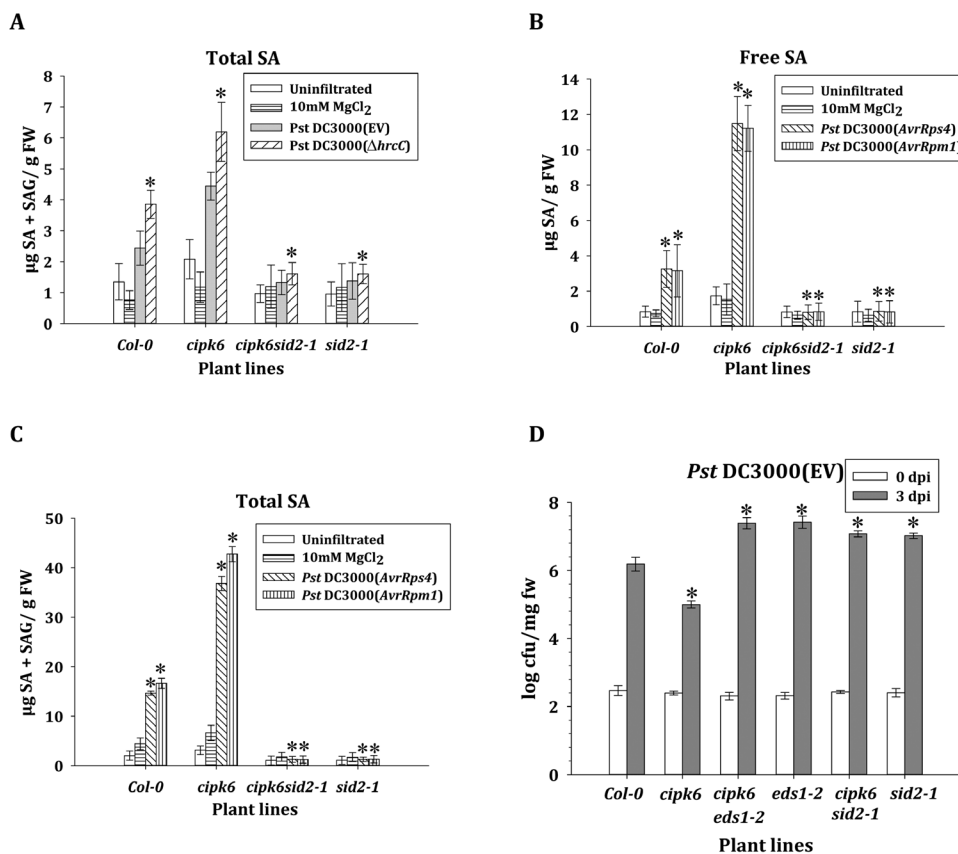 A
Total SA
Uninfiltrated
10mM MgCl2
Pst DC3000(EV)
Pst DC3000(ΔhrcC)
µg SA + SAG/ g FW
8
7
6
5
4
3
2
1
0
* * * *
Col-0 cipk6 cipk6sid2-1 sid2-1
Plant lines
B
Free SA
Uninfiltrated
10mM MgCl2
Pst DC3000(AvrRps4)
Pst DC3000(AvrRpm1)
µg SA/ g FW
14
12
10
8
6
4
2
0
* * * * ** **
Col-0 cipk6 cipk6sid2-1 sid2-1
Plant lines
C
Total SA
Uninfiltrated
10mM MgCl2
Pst DC3000(AvrRps4)
Pst DC3000(AvrRpm1)
µg SA + SAG/ g FW
50
40
30
20
10
0
* * * * ** **
Col-0 cipk6 cipk6sid2-1 sid2-1
Plant lines
D
Pst DC3000(EV)
0 dpi
3 dpi
log cfu/mg fw
8
6
4
2
0
* * * * *
Col-0 cipk6 cipk6 eds1-2 cipk6 sid2-1
eds1-2 sid2-1
Plant lines